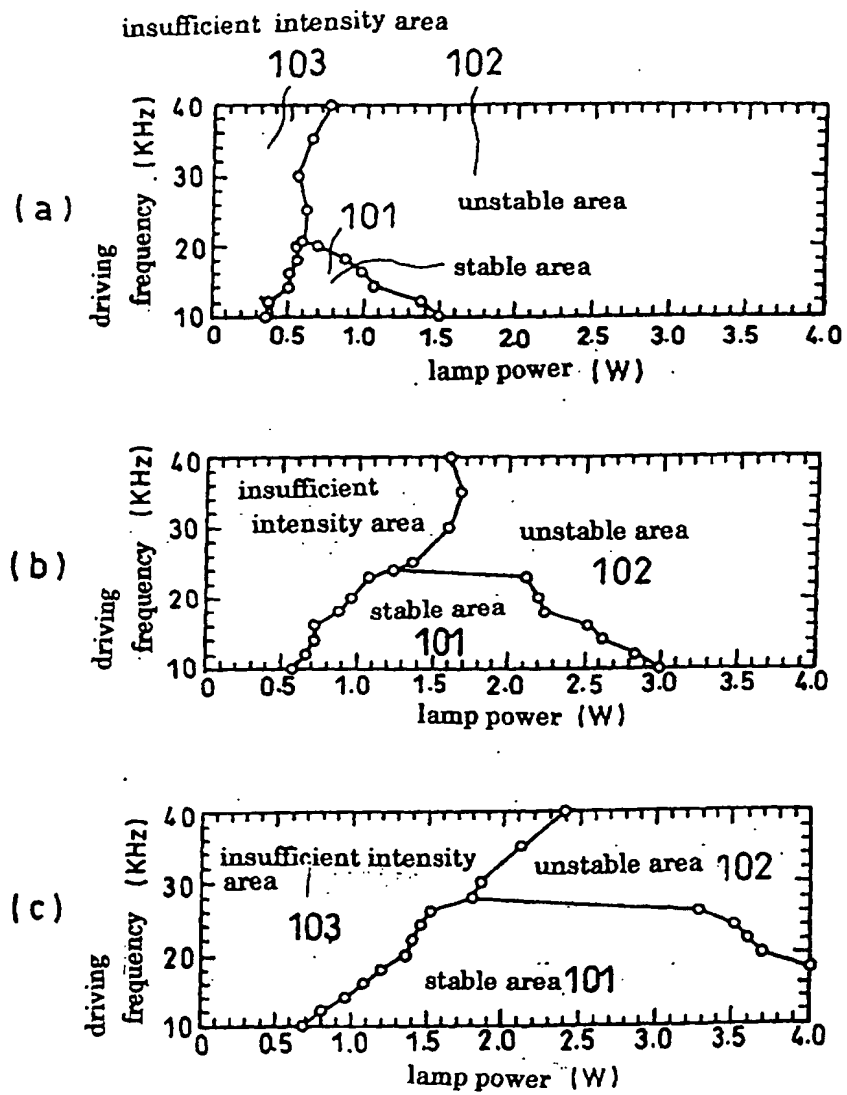 insufficient intensity area
103 102
(a)
driving
frequency (KHz)
40
30
20
10
101
unstable area
stable area
0 0.5 1.0 1.5 2.0 2.5 3.0 3.5 4.0
lamp power (W)
(b)
driving
frequency (KHz)
40
30
20
10
insufficient
intensity area
unstable area
102
stable area
101
0 0.5 1.0 1.5 2.0 2.5 3.0 3.5 4.0
lamp power (W)
(c)
driving
frequency (KHz)
40
30
20
10
insufficient intensity
area
103
unstable area 102
stable area 101
0 0.5 1.0 1.5 2.0 2.5 3.0 3.5 4.0
lamp power (W)